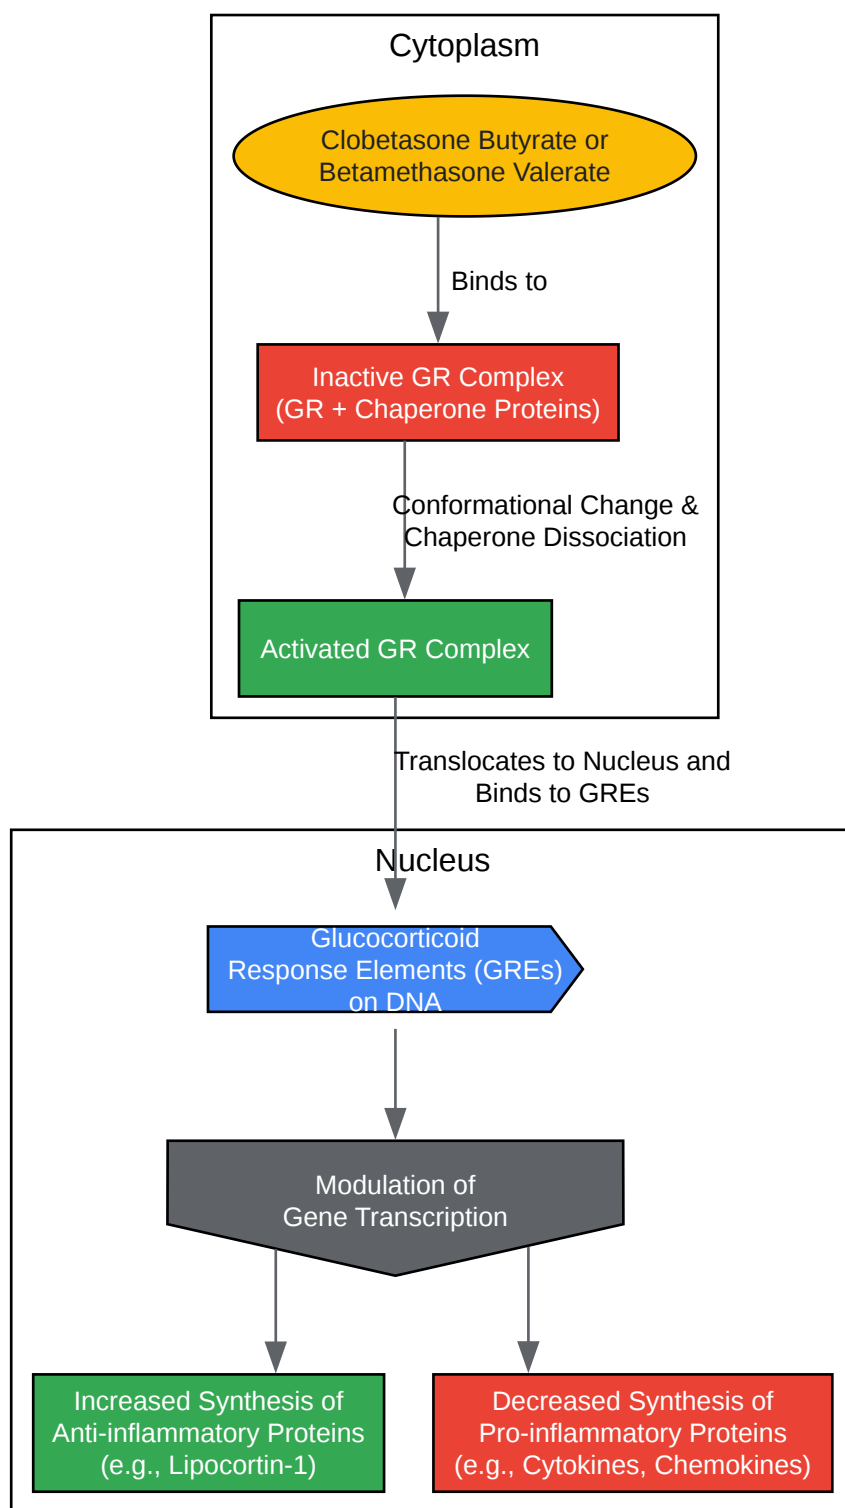 Cytoplasm
Clobetasone Butyrate or
Betamethasone Valerate
Binds to
Inactive GR Complex
(GR + Chaperone Proteins)
Conformational Change &
Chaperone Dissociation
Activated GR Complex
Translocates to Nucleus and
Binds to GREs
Nucleus
Glucocorticoid
Response Elements (GREs)
on DNA
Modulation of
Gene Transcription
Increased Synthesis of
Anti-inflammatory Proteins
(e.g., Lipocortin-1)
Decreased Synthesis of
Pro-inflammatory Proteins
(e.g., Cytokines, Chemokines)